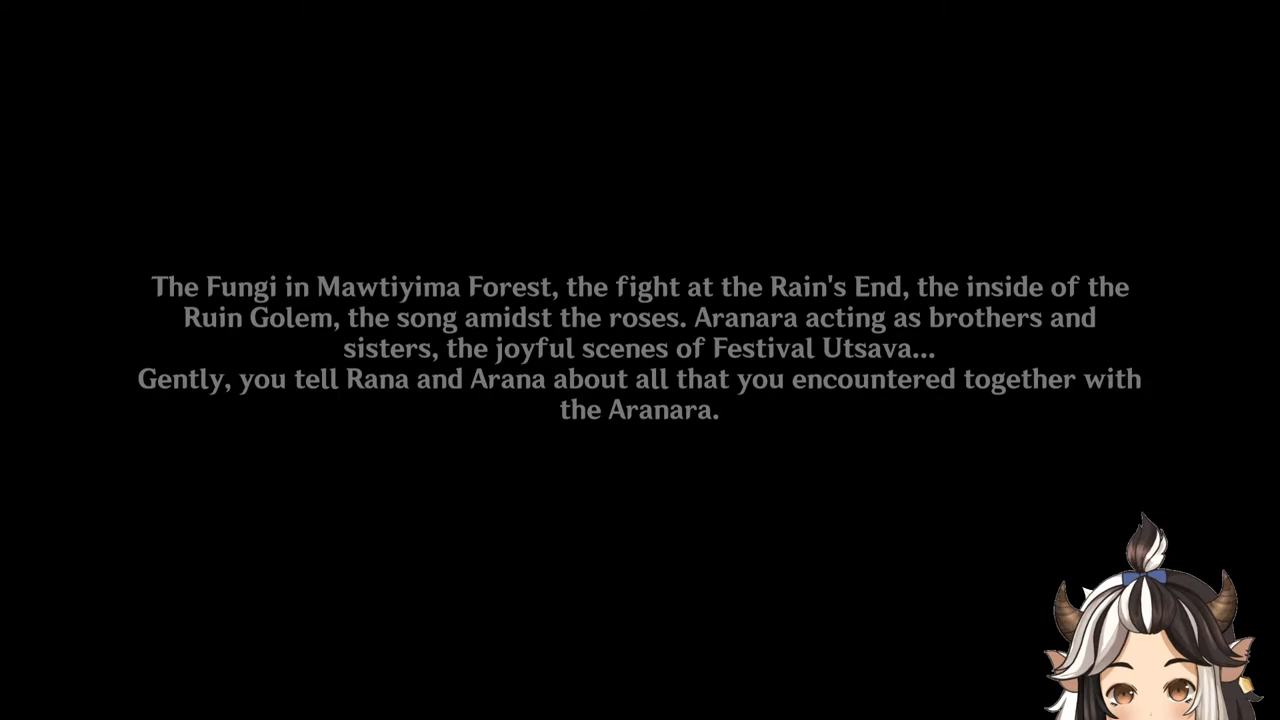 The Fungi in Mawtiyima Forest, the fight at the Rain's End, the inside of the
Ruin Golem, the song amidst the roses. Aranara acting as brothers and
sisters, the joyful scenes of Festival Utsava...
Gently, you tell Rana and Arana about all that you encountered together with
the Aranara.